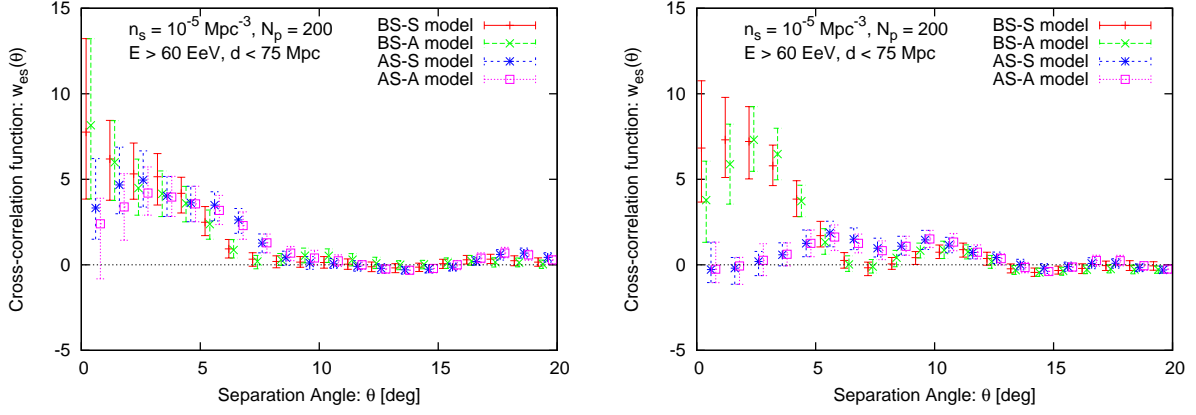 n_s = 10^-5 Mpc^-3, N_p = 200
E > 60 EeV, d < 75 Mpc
BS-S model
BS-A model
AS-S model
AS-A model
Cross-correlation function: w_es(θ)
15
10
5
0
-5
0 5 10 15 20
Separation Angle: θ [deg]
n_s = 10^-5 Mpc^-3, N_p = 200
E > 60 EeV, d < 75 Mpc
BS-S model
BS-A model
AS-S model
AS-A model
Cross-correlation function: w_es(θ)
15
10
5
0
-5
0 5 10 15 20
Separation Angle: θ [deg]